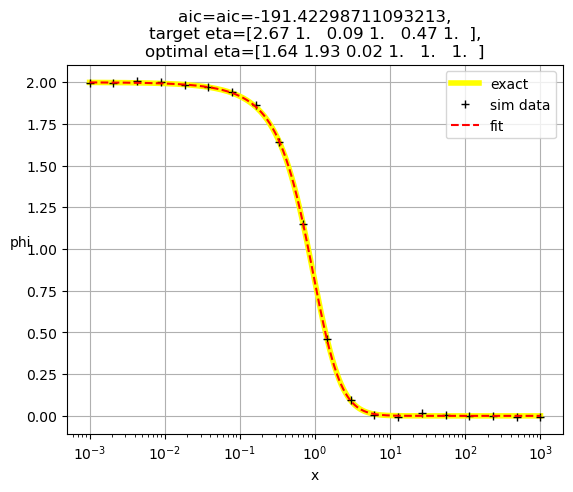 aic=aic=-191.42298711093213,
target eta=[2.67 1.   0.09 1.   0.47 1.  ],
optimal eta=[1.64 1.93 0.02 1.   1.   1.  ]
2.00
1.75
1.50
1.25
1.00
0.75
0.50
0.25
0.00
phi
exact
sim data
fit
10⁻³
10⁻²
10⁻¹
10⁰
10¹
10²
10³
x